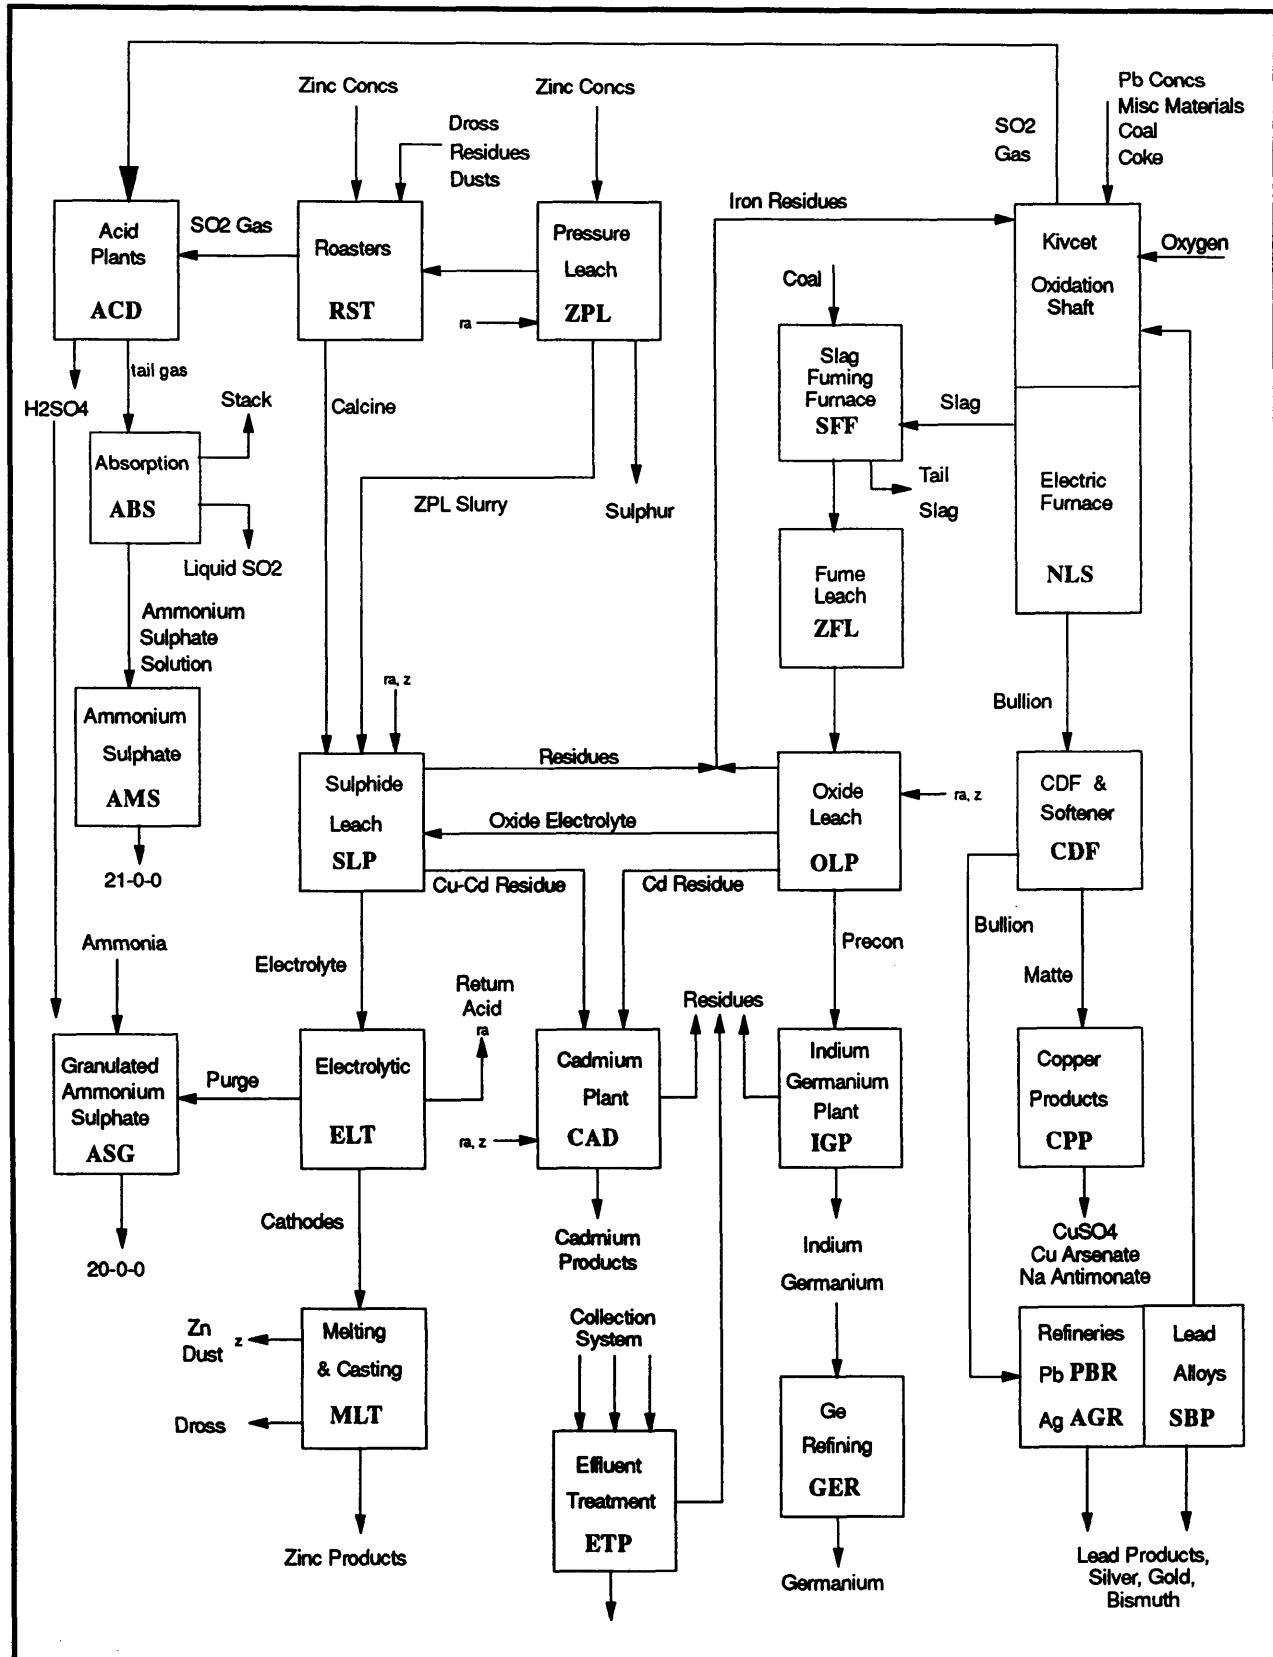 Zinc Concs
Zinc Concs
Pb Concs
Misc Materials
Coal
Coke
Dross
Residues
Dusts
SO2
Gas
Acid
Plants
ACD
SO2 Gas
Roasters
RST
Pressure
Leach
ZPL
ra
Iron Residues
Kivcet
Oxidation
Shaft
Oxygen
Coal
Slag
Fuming
Furnace
SFF
Slag
Electric
Furnace
NLS
tail gas
H2SO4
Stack
Calcine
Absorption
ABS
ZPL Slurry
Sulphur
Tail
Slag
Liquid SO2
Fume
Leach
ZFL
Ammonium
Sulphate
Solution
ra, z
Bullion
Ammonium
Sulphate
AMS
Sulphide
Leach
SLP
Residues
Oxide Electrolyte
Oxide
Leach
OLP
ra, z
CDF &
Softener
CDF
21-0-0
Cu-Cd Residue
Cd Residue
Ammonia
Electrolyte
Precon
Bullion
Matte
Return
Acid
ra
Residues
Granulated
Ammonium
Sulphate
ASG
Purge
Electrolytic
ELT
Cadmium
Plant
CAD
ra, z
Indium
Germanium
Plant
IGP
Copper
Products
CPP
20-0-0
Cathodes
Cadmium
Products
Indium
Germanium
CuSO4
Cu Arsenate
Na Antimonate
Zn
Dust
z
Dross
Melting
& Casting
MLT
Collection
System
Ge
Refining
GER
Refineries
Pb PBR
Ag AGR
Lead
Alloys
SBP
Effluent
Treatment
ETP
Zinc Products
Germanium
Lead Products,
Silver, Gold,
Bismuth